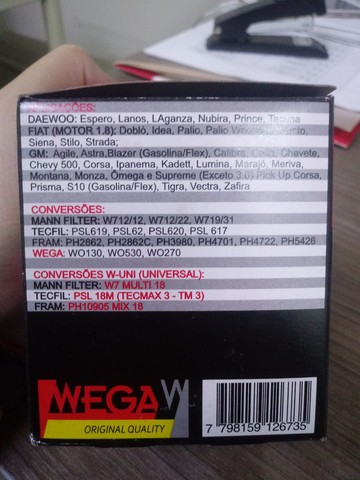 APLICAÇÕES:
DAEWOO: Espero, Lanos, LAganza, Nubira, Prince, Tacuna
FIAT (MOTOR 1.8): Dobló, Idea, Palio, Palio
Siena, Stilo, Strada;
GM: Agile, Astra,Blazer (Gasolina/Flex), Calibra, Celta, Chevete,
Chevy 500, Corsa, Ipanema, Kadett, Lumina, Marajó, Meriva,
Montana, Monza, Ômega e Supreme (Exceto 3.0) Pick Up Corsa,
Prisma, S10 (Gasolina/Flex), Tigra, Vectra, Zafira
CONVERSÕES:
MANN FILTER: W712/12, W712/22, W719/31
TECFIL: PSL619, PSL62, PSL620, PSL 617
FRAM: PH2862, PH2862C, PH3980, PH4701, PH4722, PH5426
WEGA: WO130, WO530, WO270
CONVERSÕES W-UNI (UNIVERSAL):
MANN FILTER: W7 MULTI 18
TECFIL: PSL 18M (TECMAX 3 - TM 3)
FRAM: PH10905 MIX 18
WEGA W
ORIGINAL QUALITY
7 798159 126735